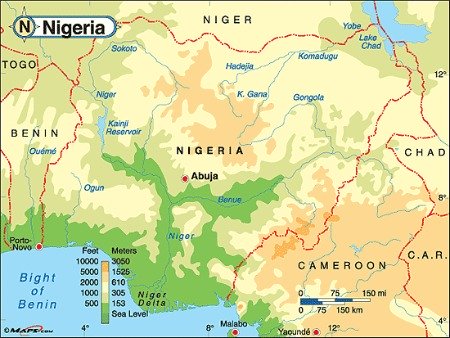 N Nigeria
NIGER
Yobe
Lake
Chad
Sokoto
Hadejia
Komadugu
TOGO
12°
Niger
K. Gana
Gongola
Kainji
Reservoir
BENIN
Ouémé
NIGERIA
CHAD
Abuja
Ogun
Benue
8°
Porto-
Novo
Niger
C.A.R.
Feet Meters
10000 3050
5000 1525
2000 610
1000 305
500 153
Sea Level
CAMEROON
Bight
of
Benin
Niger
Delta
75 0 75 150 mi
75 0 75 150 km
MAPS.com
4°
8°
Malabo
Yaoundé
12°
4°